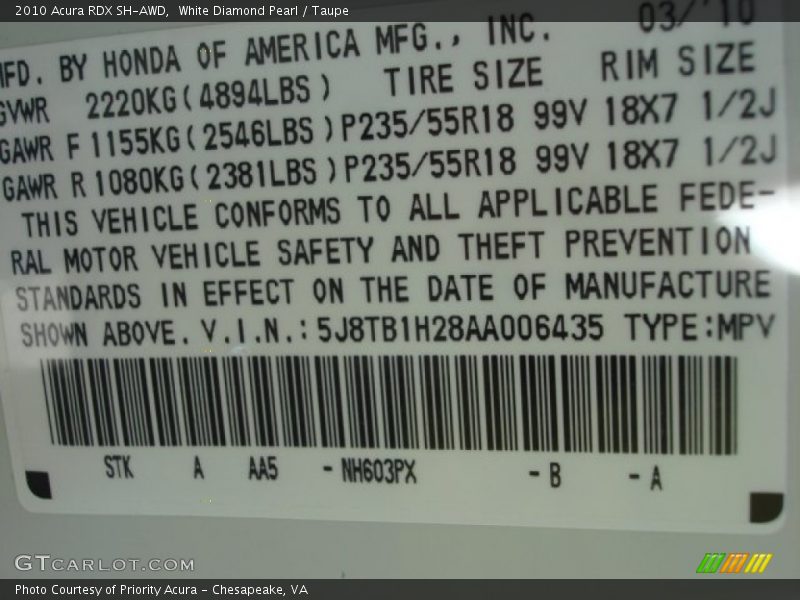 2010 Acura RDX SH-AWD, White Diamond Pearl / Taupe
03/'10
MFD. BY HONDA OF AMERICA MFG., INC.
GVWR 2220KG(4894LBS) TIRE SIZE RIM SIZE
GAWR F 1155KG(2546LBS)P235/55R18 99V 18X7 1/2J
GAWR R 1080KG(2381LBS)P235/55R18 99V 18X7 1/2J
THIS VEHICLE CONFORMS TO ALL APPLICABLE FEDE-
RAL MOTOR VEHICLE SAFETY AND THEFT PREVENTION
STANDARDS IN EFFECT ON THE DATE OF MANUFACTURE
SHOWN ABOVE. V.I.N.:5J8TB1H28AA006435 TYPE:MPV
STK A AA5 -NH603PX -B -A
GTCARLOT.COM
Photo Courtesy of Priority Acura - Chesapeake, VA